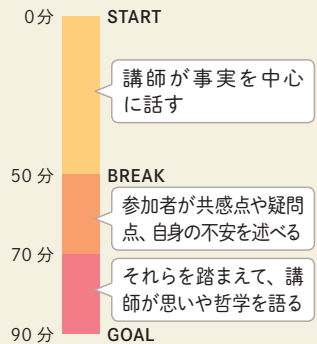 0分 START
講師が事実を中心
に話す
50分 BREAK
参加者が共感点や疑問
点、自身の不安を述べる
70分
それらを踏まえて、講
師が思いや哲学を語る
90分 GOAL